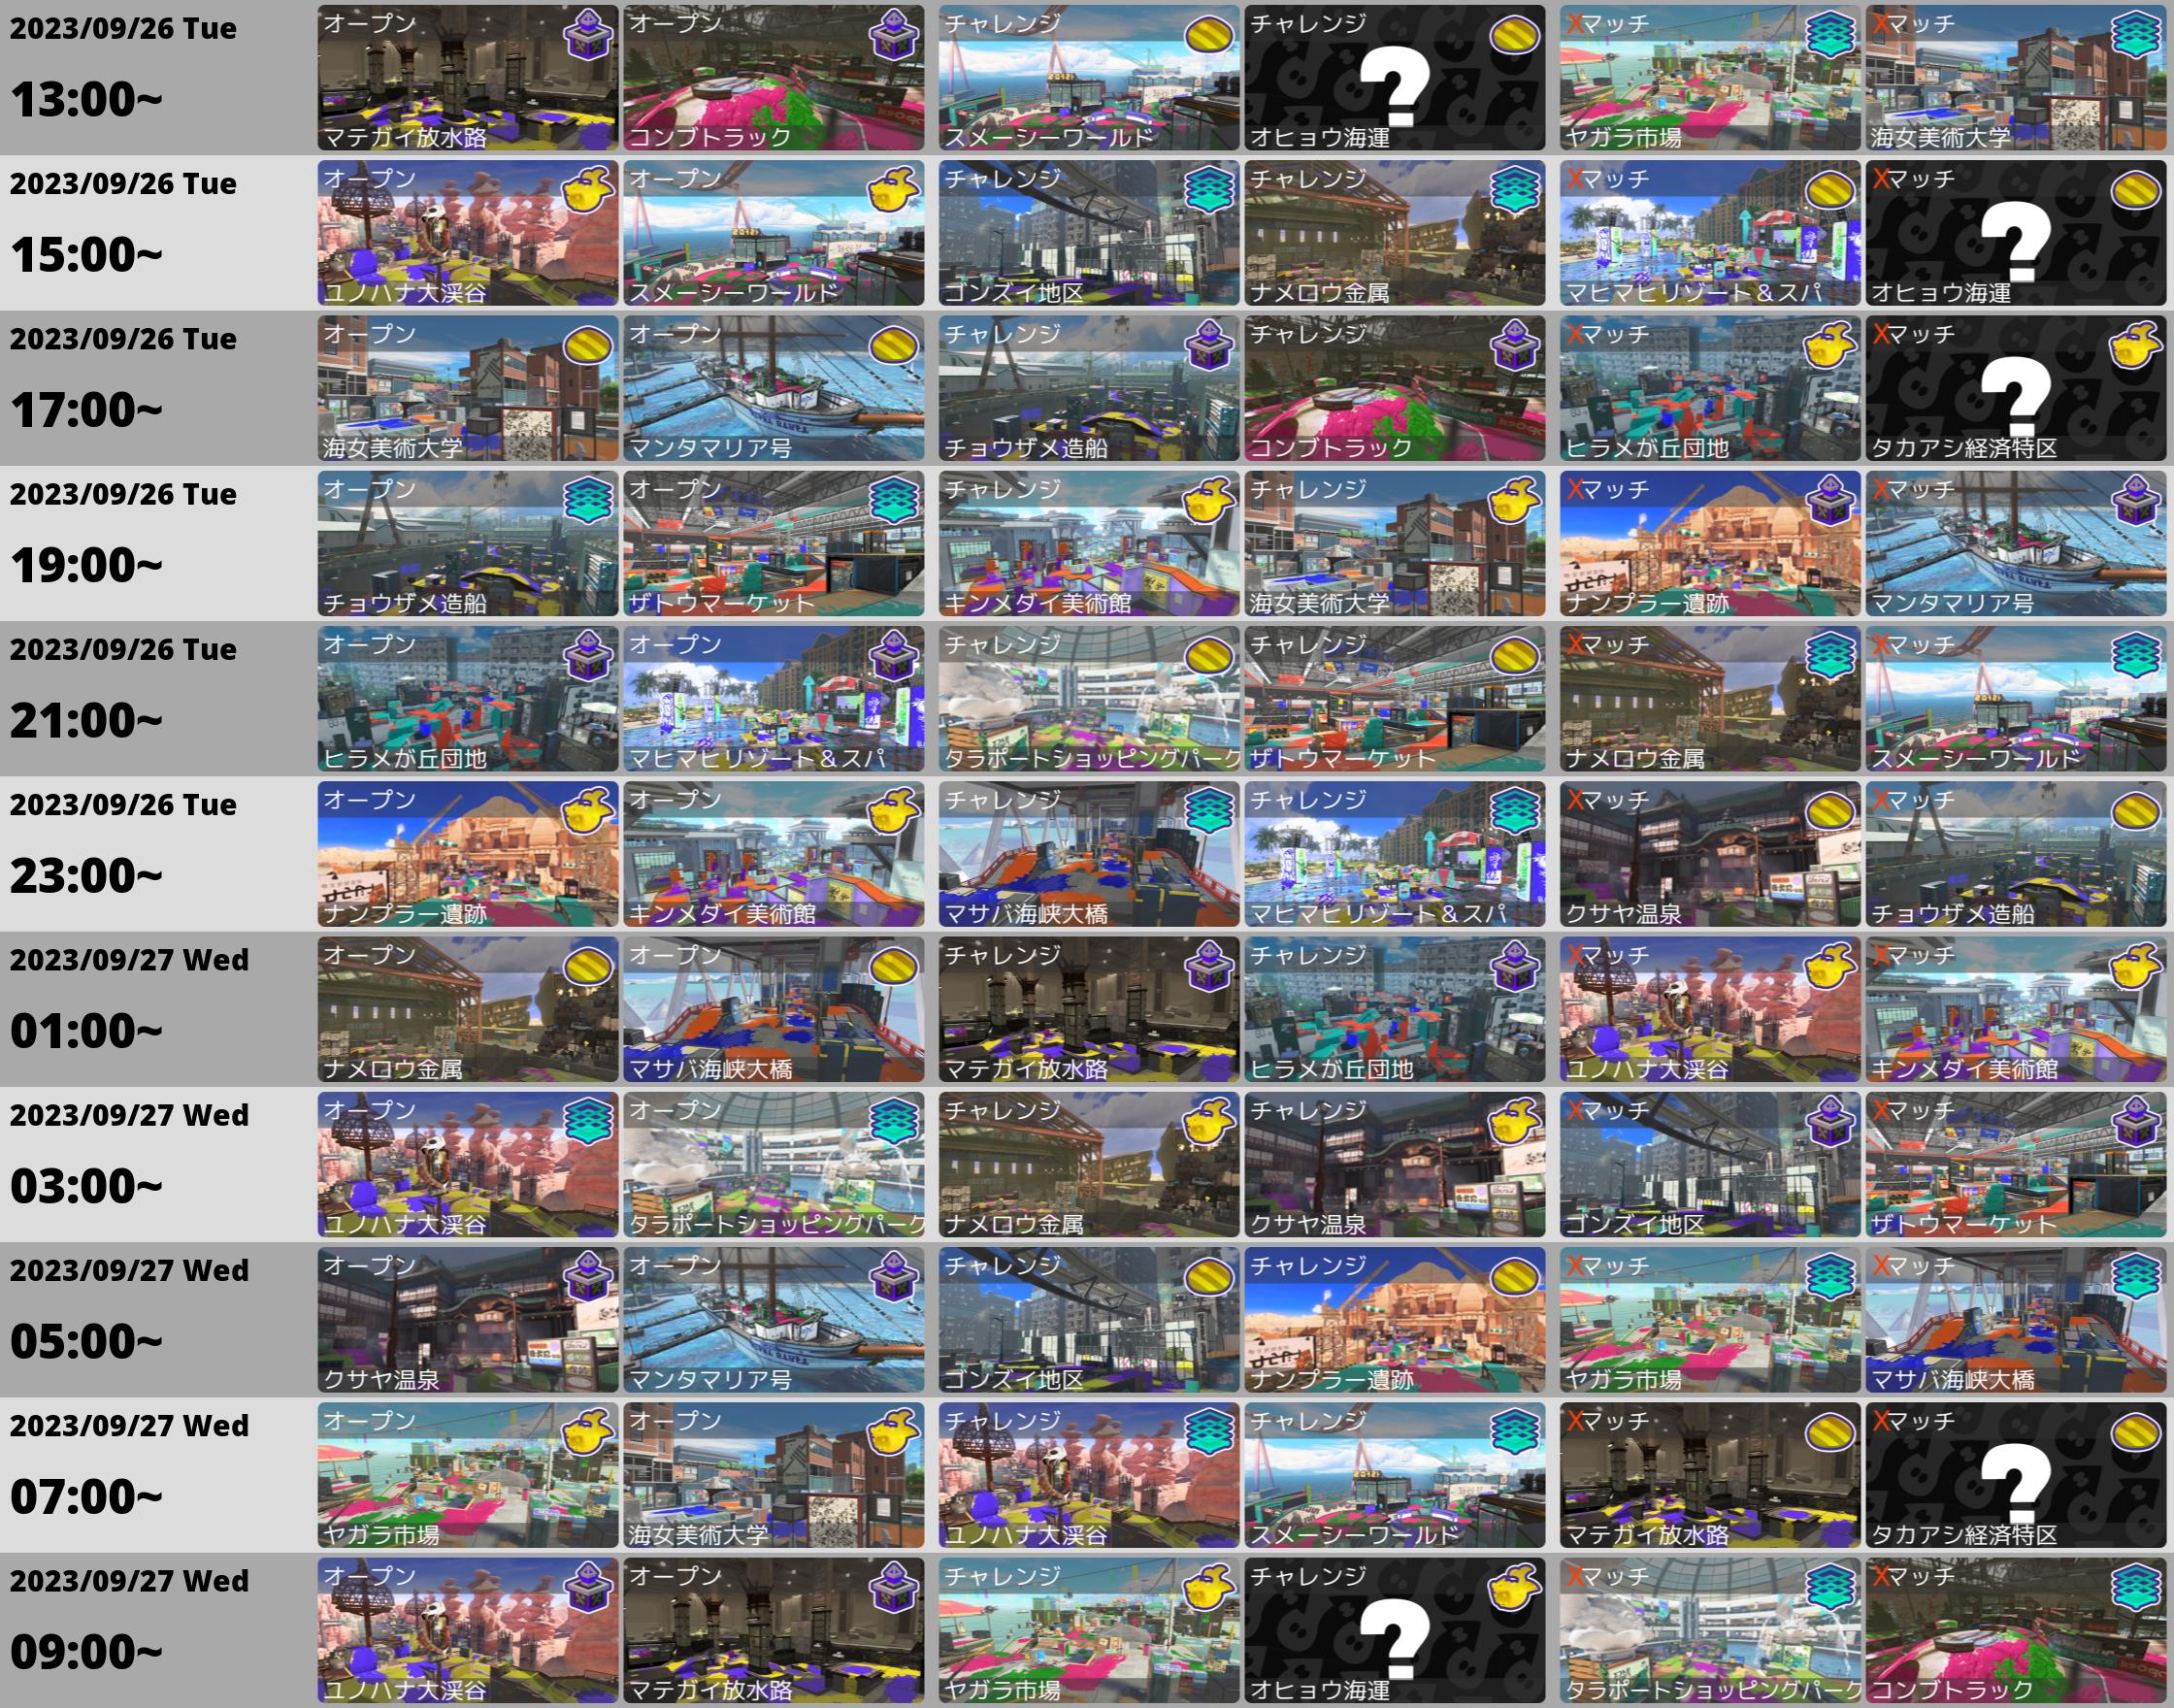 2023/09/26 Tue
13:00~
オープン
マテガイ放水路
オープン
コンブトラック
チャレンジ
スメーシーワールド
チャレンジ
?
オヒョウ海運
Xマッチ
ヤガラ市場
Xマッチ
海女美術大学
2023/09/26 Tue
15:00~
オープン
ユノハナ大渓谷
オープン
スメーシーワールド
チャレンジ
ゴンズイ地区
チャレンジ
ナメロウ金属
Xマッチ
マヒマヒリゾート&スパ
Xマッチ
?
オヒョウ海運
2023/09/26 Tue
17:00~
オープン
海女美術大学
オープン
マンタマリア号
チャレンジ
チョウザメ造船
チャレンジ
コンブトラック
Xマッチ
ヒラメが丘団地
Xマッチ
?
タカアシ経済特区
2023/09/26 Tue
19:00~
オープン
チョウザメ造船
オープン
ザトウマーケット
チャレンジ
キンメダイ美術館
チャレンジ
海女美術大学
Xマッチ
ナンプラー遺跡
Xマッチ
マンタマリア号
2023/09/26 Tue
21:00~
オープン
ヒラメが丘団地
オープン
マヒマヒリゾート&スパ
チャレンジ
タラポートショッピングパーク
チャレンジ
ザトウマーケット
Xマッチ
ナメロウ金属
Xマッチ
スメーシーワールド
2023/09/26 Tue
23:00~
オープン
ナンプラー遺跡
オープン
キンメダイ美術館
チャレンジ
マサバ海峡大橋
チャレンジ
マヒマヒリゾート&スパ
Xマッチ
クサヤ温泉
Xマッチ
チョウザメ造船
2023/09/27 Wed
01:00~
オープン
ナメロウ金属
オープン
マサバ海峡大橋
チャレンジ
マテガイ放水路
チャレンジ
ヒラメが丘団地
Xマッチ
ユノハナ大渓谷
Xマッチ
キンメダイ美術館
2023/09/27 Wed
03:00~
オープン
ユノハナ大渓谷
オープン
タラポートショッピングパーク
チャレンジ
ナメロウ金属
チャレンジ
クサヤ温泉
Xマッチ
ゴンズイ地区
Xマッチ
ザトウマーケット
2023/09/27 Wed
05:00~
オープン
クサヤ温泉
オープン
マンタマリア号
チャレンジ
ゴンズイ地区
チャレンジ
ナンプラー遺跡
Xマッチ
ヤガラ市場
Xマッチ
マサバ海峡大橋
2023/09/27 Wed
07:00~
オープン
ヤガラ市場
オープン
海女美術大学
チャレンジ
ユノハナ大渓谷
チャレンジ
スメーシーワールド
Xマッチ
マテガイ放水路
Xマッチ
?
タカアシ経済特区
2023/09/27 Wed
09:00~
オープン
ユノハナ大渓谷
オープン
マテガイ放水路
チャレンジ
ヤガラ市場
チャレンジ
?
オヒョウ海運
Xマッチ
タラポートショッピングパーク
Xマッチ
コンブトラック